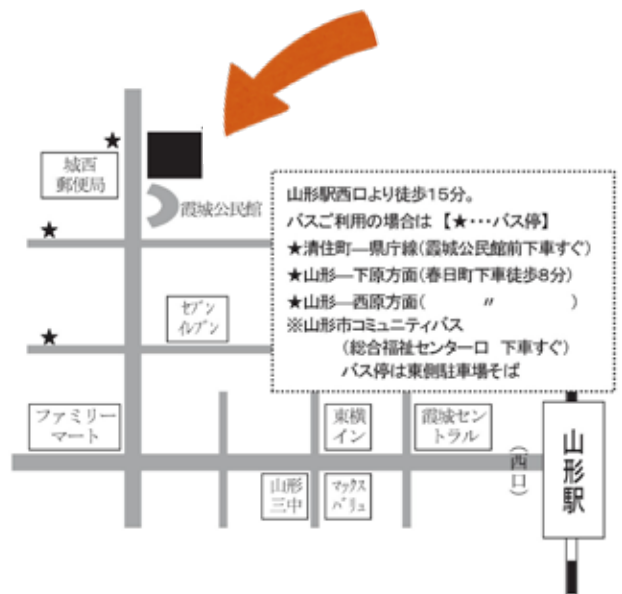 城西
郵便局
霞城公民館
山形駅西口より徒歩15分。
バスご利用の場合は 【★・・・バス停】
★清住町―県庁線(霞城公民館前下車すぐ)
★山形―下原方面(春日町下車徒歩8分)
★山形―西原方面( 〃 )
※山形市コミュニティバス
(総合福祉センター口 下車すぐ)
バス停は東側駐車場そば
セブン
イレブン
ファミリー
マート
東横
イン
霞城セン
トラル
(西口)
山形駅
山形
三中
マックス
バリュ